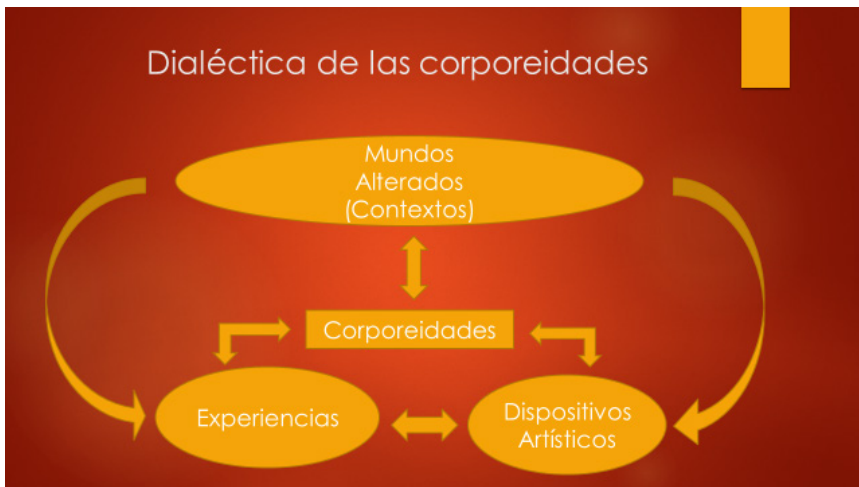 Dialéctica de las corporeidades
Mundos
Alterados
(Contextos)
Corporeidades
Experiencias
Dispositivos
Artísticos